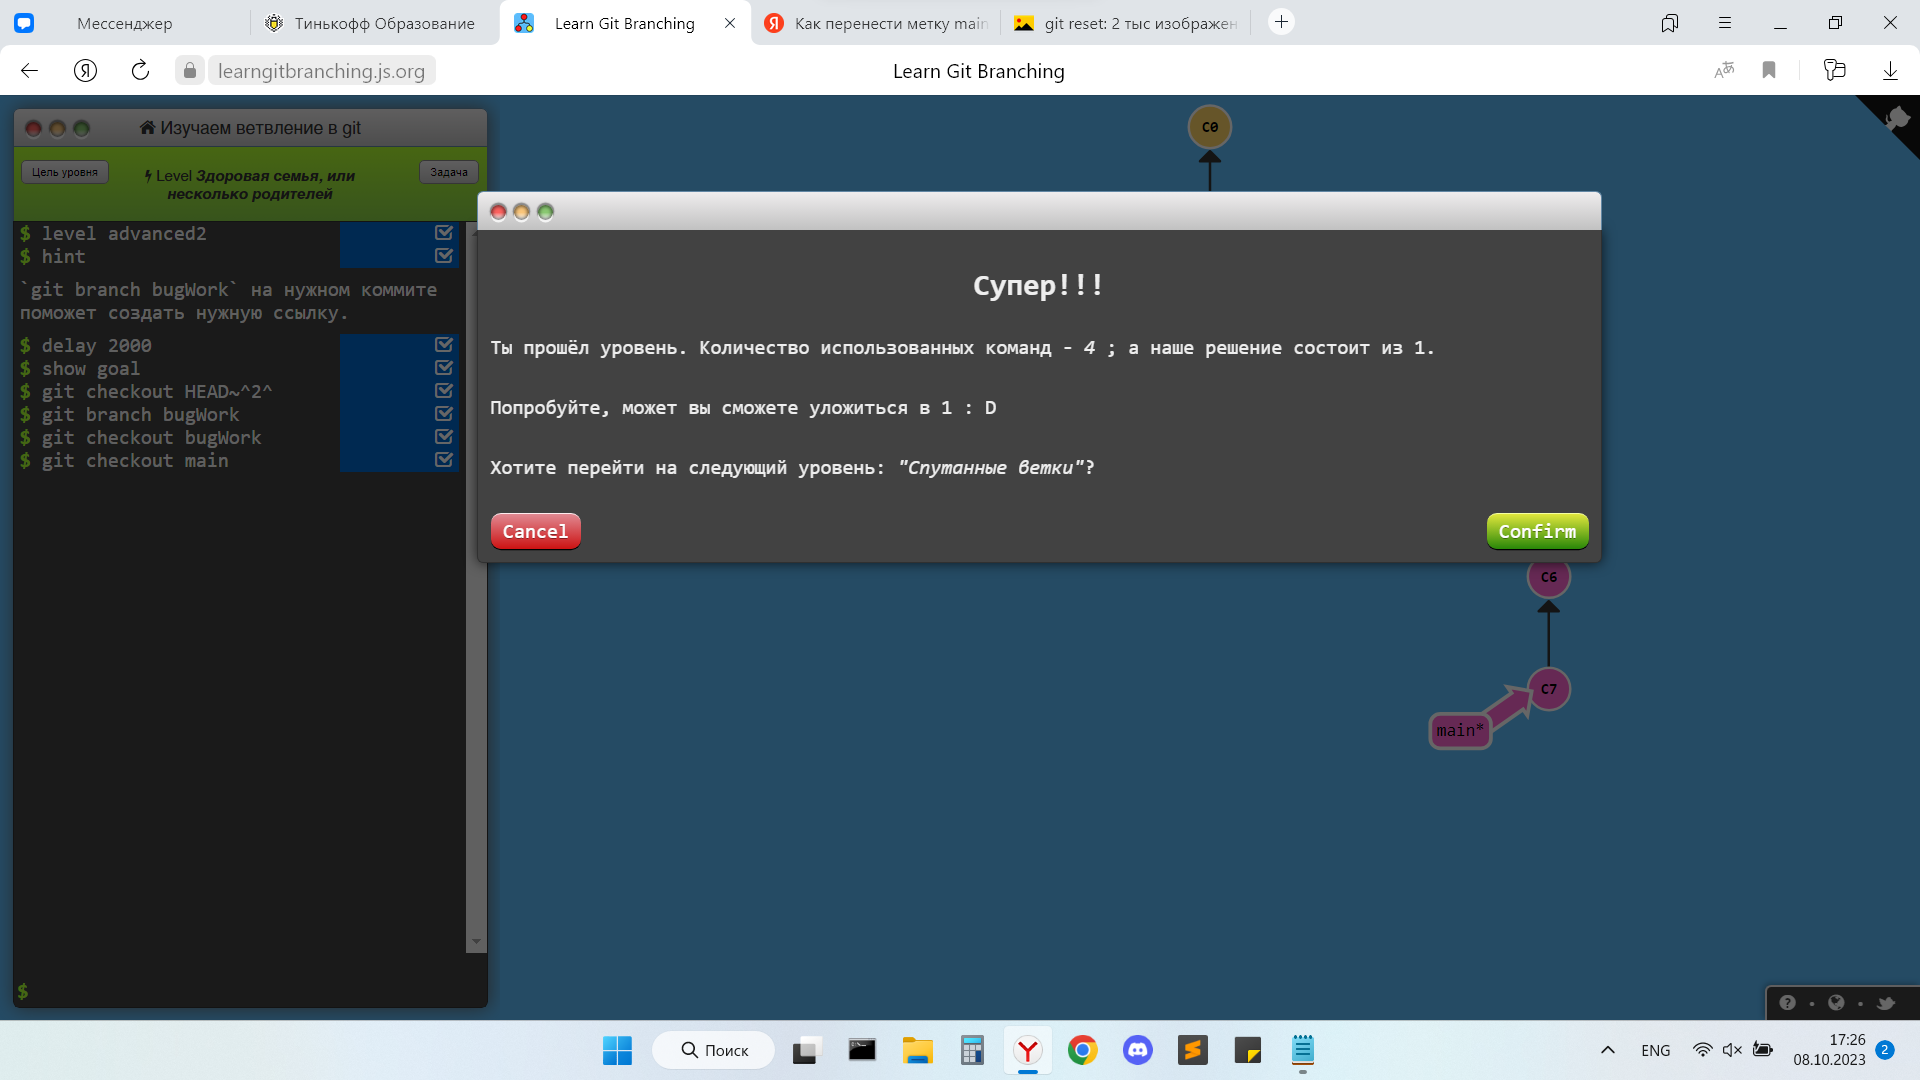 Мессенджер
Тинькофф Образование
Learn Git Branching
Как перенести метку main
git reset: 2 тыс изображен
learngitbranching.js.org
Learn Git Branching
Изучаем ветвление в git
Цель уровня
Level Здоровая семья, или
несколько родителей
Задача
$ level advanced2
$ hint
`git branch bugWork` на нужном коммите
поможет создать нужную ссылку.
$ delay 2000
$ show goal
$ git checkout HEAD~^2^
$ git branch bugWork
$ git checkout bugWork
$ git checkout main
$
C0
Супер!!!
Ты прошёл уровень. Количество использованных команд - 4 ; а наше решение состоит из 1.
Попробуйте, может вы сможете уложиться в 1 : D
Хотите перейти на следующий уровень: "Спутанные ветки"?
Cancel
Confirm
C6
C7
main*
Поиск
ENG
17:26
08.10.2023
2